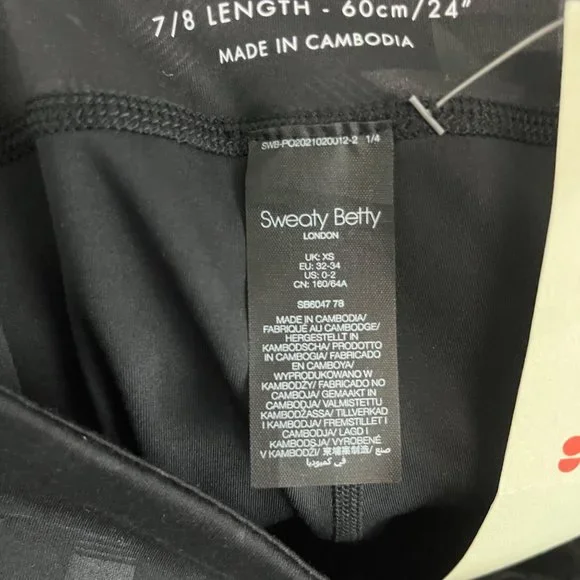 7/8 LENGTH - 60cm/24"
MADE IN CAMBODIA
SWB-PO2021020012-2 1/4
Sweaty Betty
LONDON
UK: XS
EU: 32-34
US: 0-2
CN: 160/64A
SB6047 78
MADE IN CAMBODIA/
FABRIQUÉ AU CAMBODGE/
HERGESTELLT IN
KAMBODSCHA/ PRODOTTO
IN CAMBOGIA/ FABRICADO
EN CAMBOYA/
WYPRODUKOWANO W
KAMBODŻY/ FABRICADO NO
CAMBOJA/ GEMAAKT IN
CAMBODJA/ VALMISTETTU
KAMBODŽASSA/ TILLVERKAD
I KAMBODJA/ FREMSTILLET I
CAMBODJA/ LAGD I
KAMBODSJA/ VYROBENÉ
V KAMBODŽI/ 柬埔寨制造/ صنع
في كمبوديا